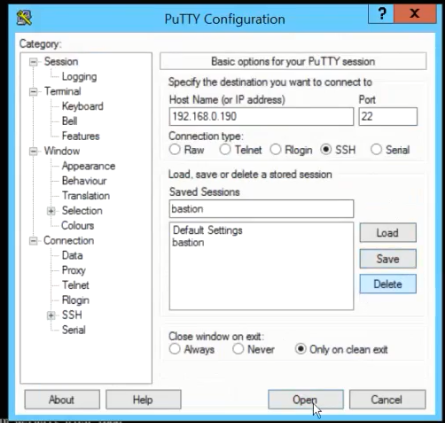 PuTTY Configuration
?
X
Category:
Session
Logging
Terminal
Keyboard
Bell
Features
Window
Appearance
Behaviour
Translation
Selection
Colours
Connection
Data
Proxy
Telnet
Rlogin
SSH
Serial
Basic options for your PuTTY session
Specify the destination you want to connect to
Host Name (or IP address) Port
192.168.0.190 22
Connection type:
Raw Telnet Rlogin SSH Serial
Load, save or delete a stored session
Saved Sessions
bastion
Default Settings
bastion
Load
Save
Delete
Close window on exit:
Always Never Only on clean exit
About Help Open Cancel